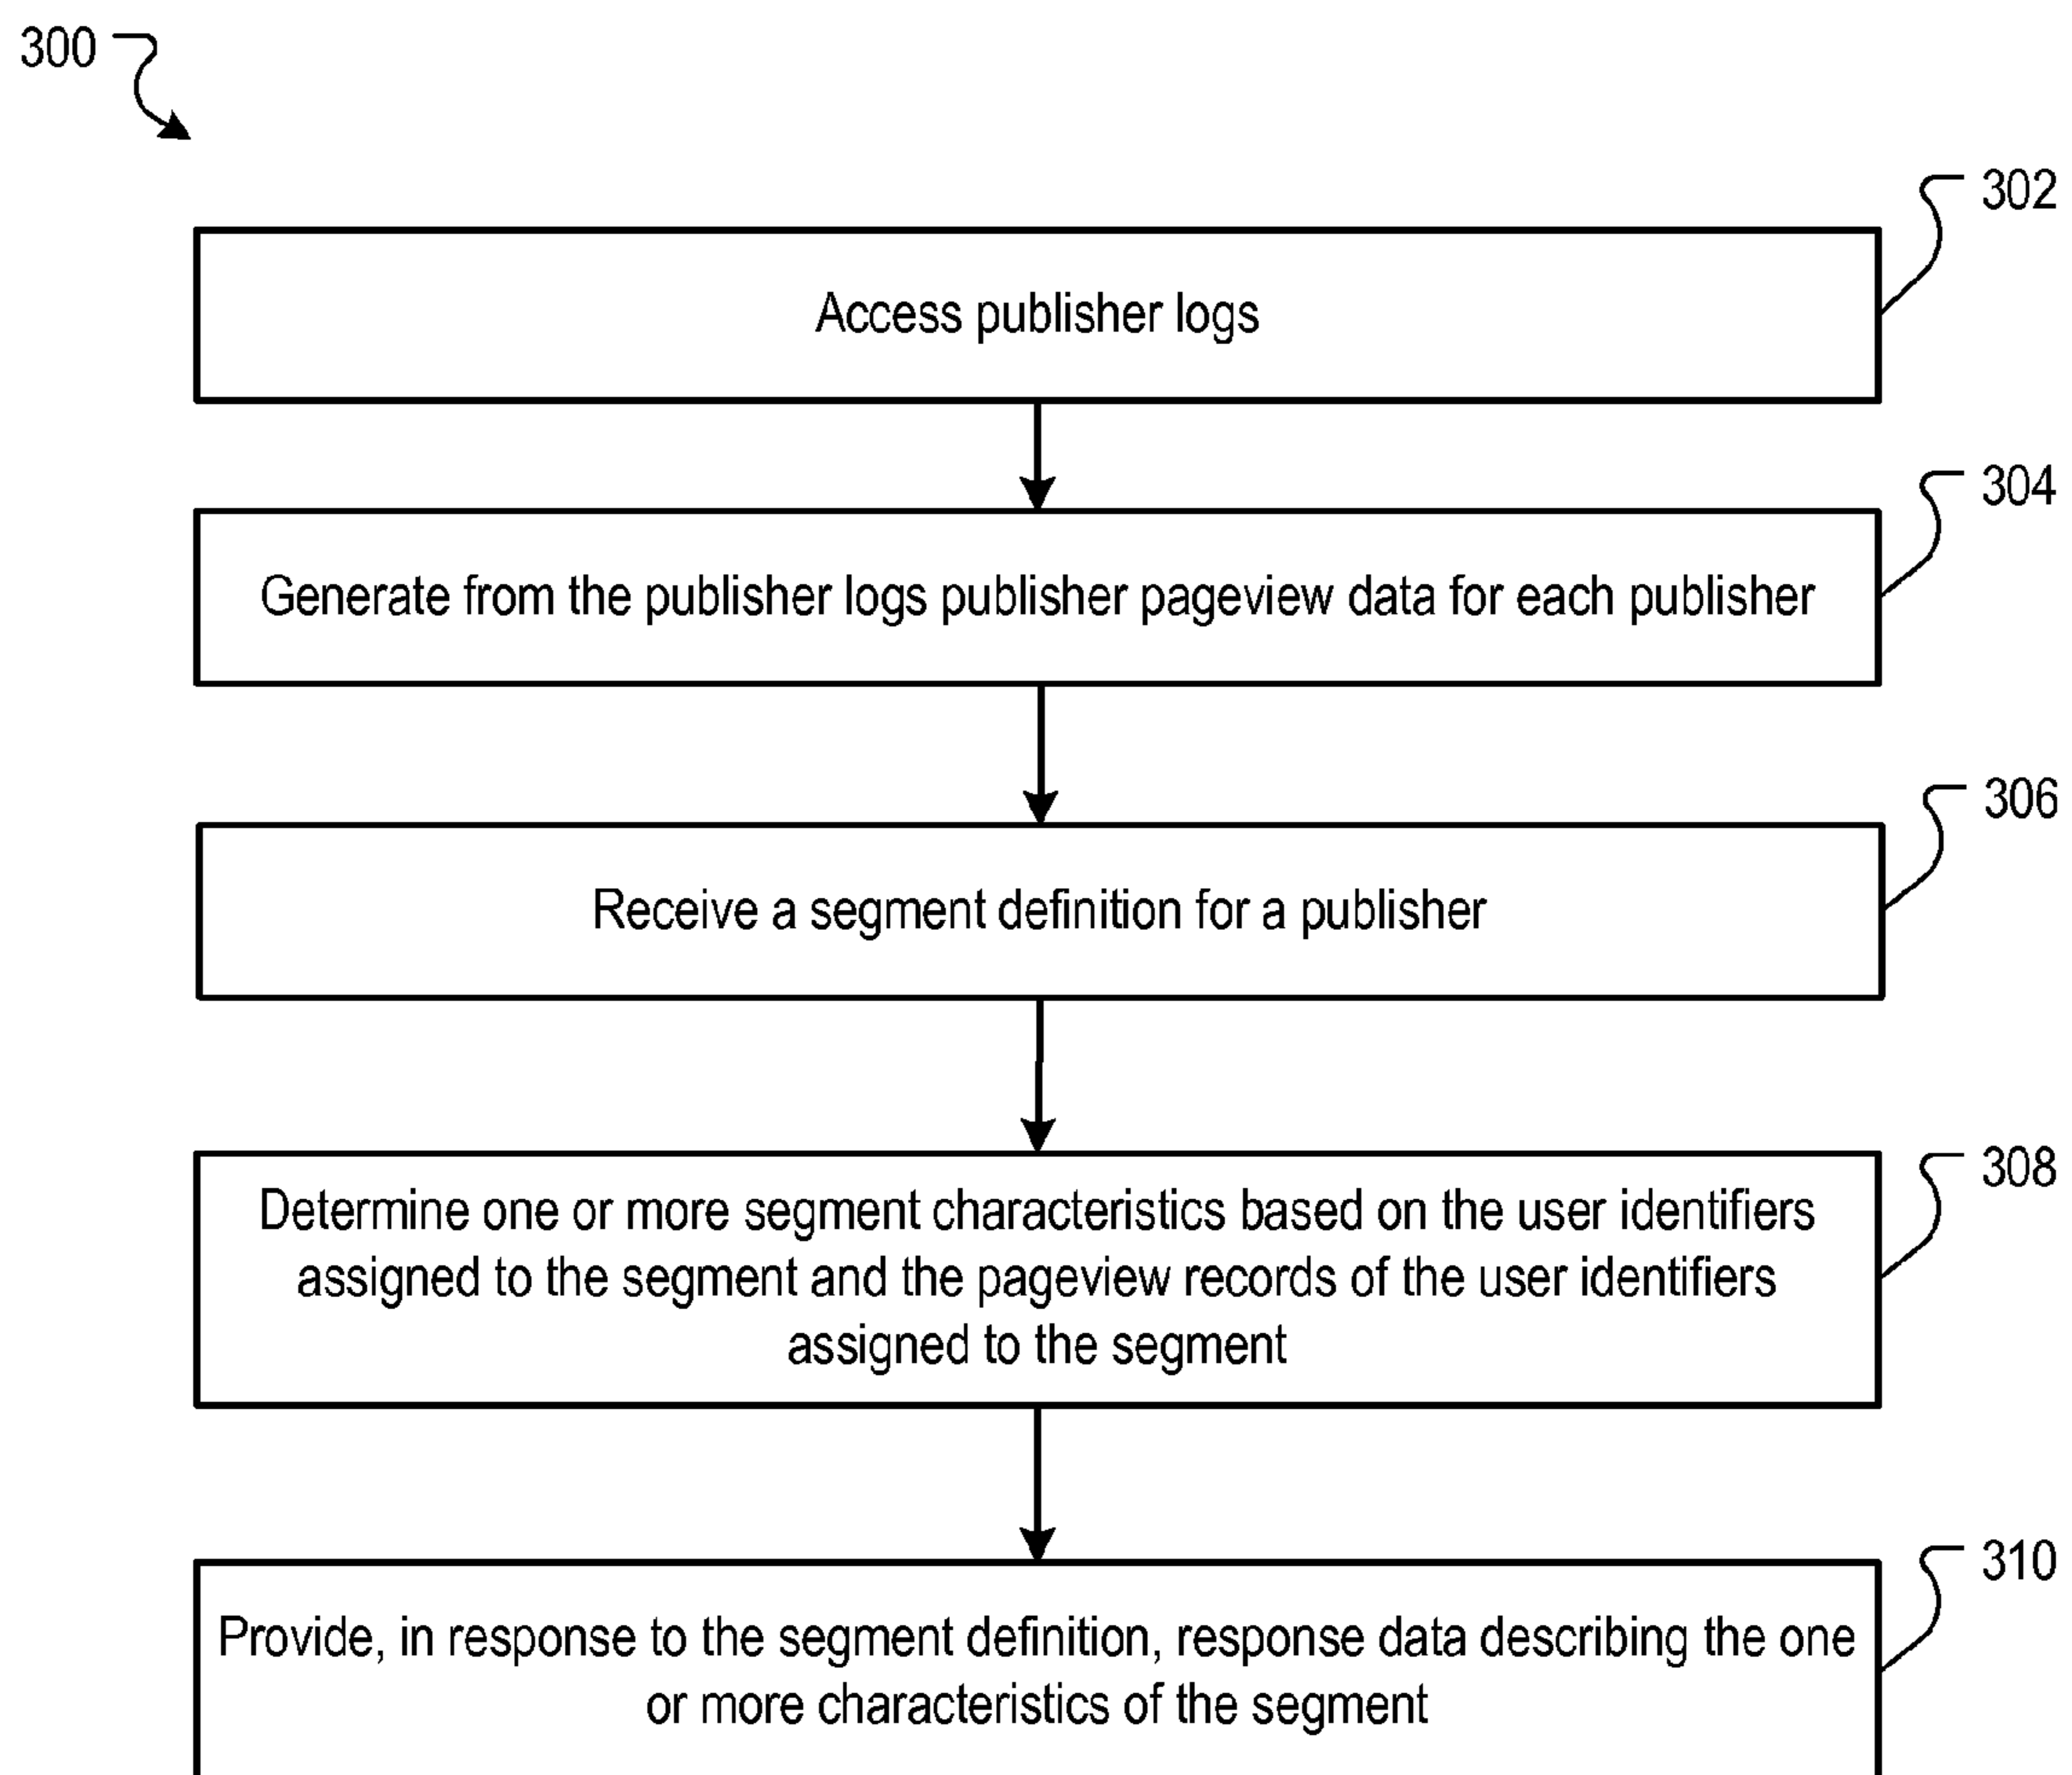 300
302
Access publisher logs
304
Generate from the publisher logs publisher pageview data for each publisher
306
Receive a segment definition for a publisher
308
Determine one or more segment characteristics based on the user identifiers
assigned to the segment and the pageview records of the user identifiers
assigned to the segment
310
Provide, in response to the segment definition, response data describing the one
or more characteristics of the segment